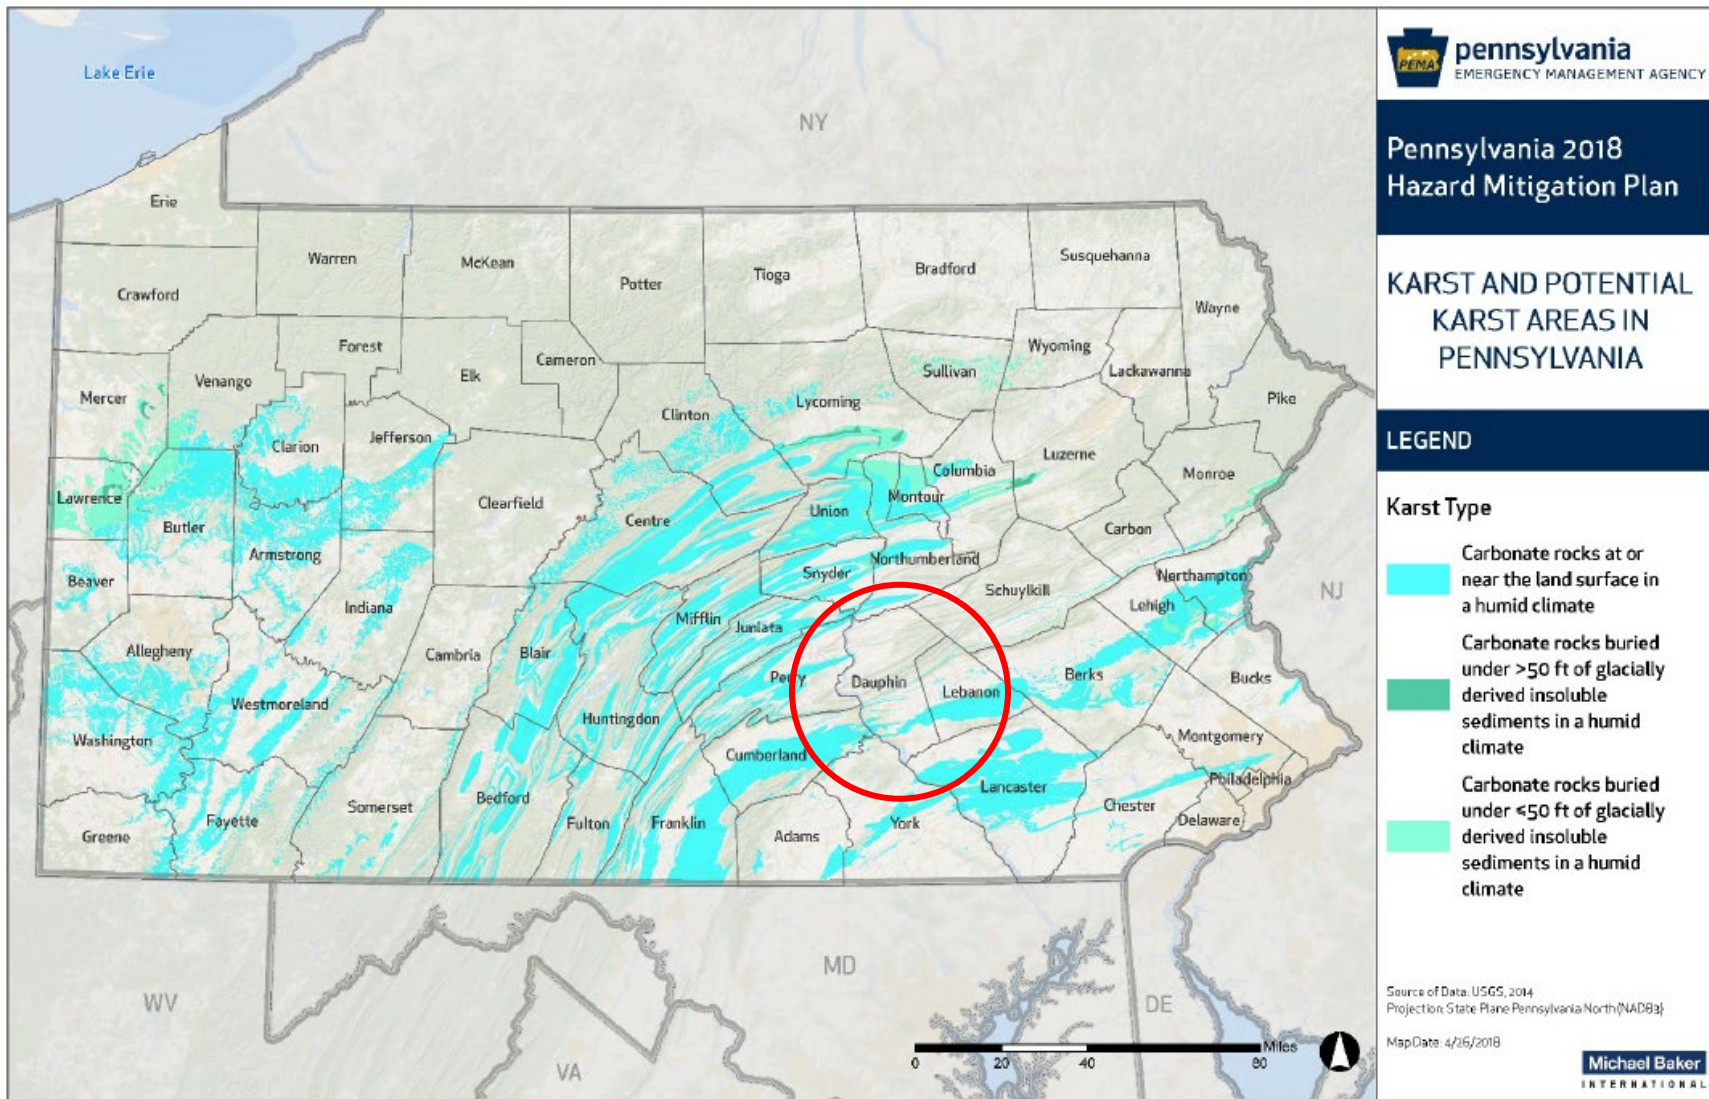 Lake Erie
NY
Erie
Warren
McKean
Potter
Tioga
Bradford
Susquehanna
Wayne
Crawford
Forest
Cameron
Elk
Venango
Mercer
Wyoming
Sullivan
Lackawanna
Pike
Lycoming
Clinton
Clarion
Jefferson
Luzerne
Monroe
Columbia
Lawrence
Montour
Clearfield
Centre
Union
Butler
Armstrong
Carbon
Northumberland
Snyder
Northampton
Beaver
Schuylkill
NJ
Indiana
Lehigh
Mifflin
Juniata
Allegheny
Cambria
Blair
Perry
Dauphin
Lebanon
Berks
Bucks
Westmoreland
Huntingdon
Washington
Cumberland
Montgomery
Lancaster
Philadelphia
Bedford
Somerset
Fayette
Fulton
Franklin
York
Chester
Delaware
Greene
Adams
MD
WV
DE
VA
Miles
0 20 40 80
pennsylvania
PEMA
EMERGENCY MANAGEMENT AGENCY
Pennsylvania 2018
Hazard Mitigation Plan
KARST AND POTENTIAL
KARST AREAS IN
PENNSYLVANIA
LEGEND
Karst Type
Carbonate rocks at or
near the land surface in
a humid climate
Carbonate rocks buried
under >50 ft of glacially
derived insoluble
sediments in a humid
climate
Carbonate rocks buried
under ≤50 ft of glacially
derived insoluble
sediments in a humid
climate
Source of Data: USGS, 2014
Projection: State Plane Pennsylvania North (NAD83)
Map Date: 4/26/2018
Michael Baker
INTERNATIONAL